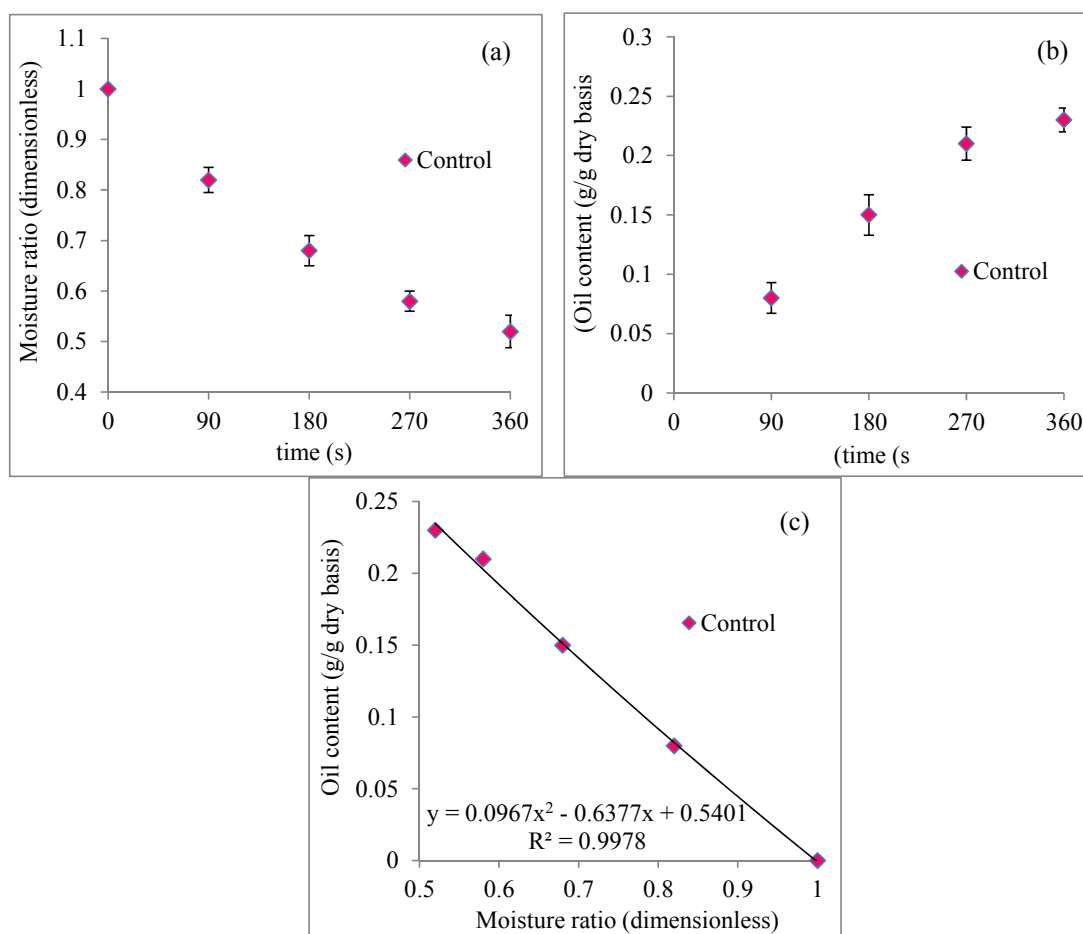 (a)
Moisture ratio (dimensionless)
1.1
1
0.9
0.8
0.7
0.6
0.5
0.4
Control
0 90 180 270 360
time (s)
(b)
(Oil content (g/g dry basis
0.3
0.25
0.2
0.15
0.1
0.05
0
Control
0 90 180 270 360
(time (s
(c)
Oil content (g/g dry basis)
0.25
0.2
0.15
0.1
0.05
0
Control
y = 0.0967x² - 0.6377x + 0.5401
R² = 0.9978
0.5 0.6 0.7 0.8 0.9 1
Moisture ratio (dimensionless)